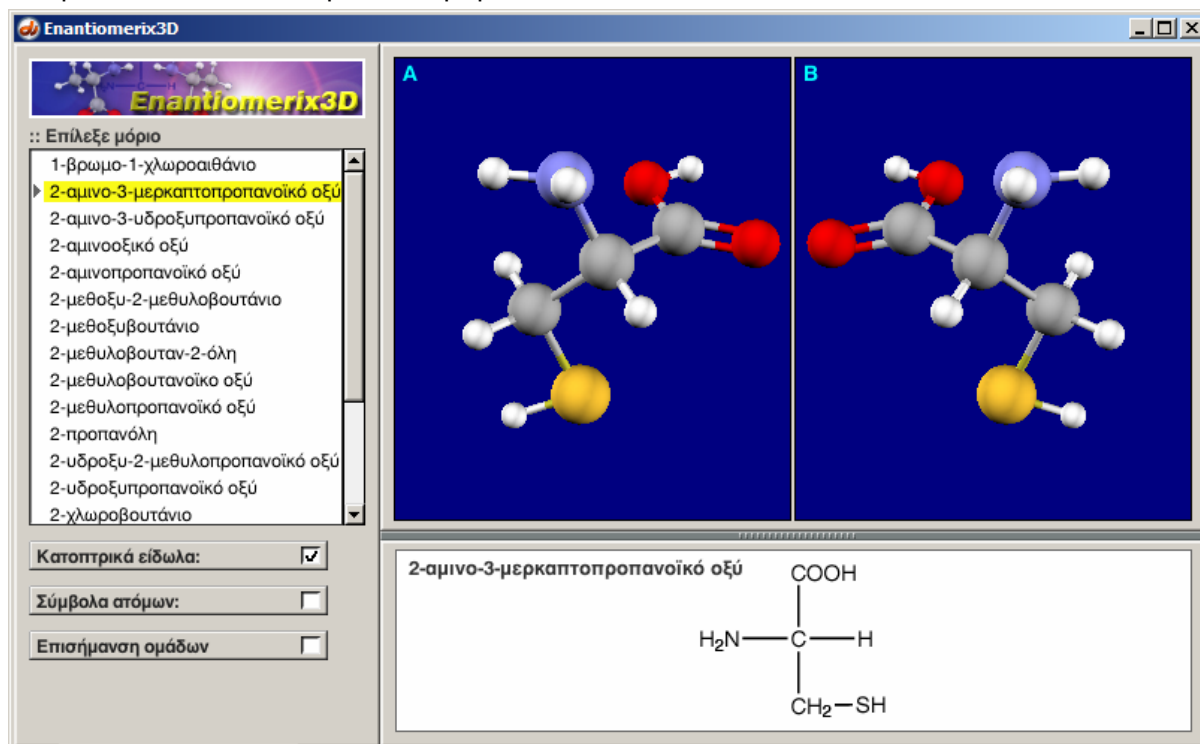 Enantiomerix3D
Enantiomerix3D
:: Επίλεξε μόριο
1-βρωμο-1-χλωροαιθάνιο
2-αμινο-3-μερκαπτοπροπανοϊκό οξύ
2-αμινο-3-υδροξυπροπανοϊκό οξύ
2-αμινοοξικό οξύ
2-αμινοπροπανοϊκό οξύ
2-μεθοξυ-2-μεθυλοβουτάνιο
2-μεθοξυβουτάνιο
2-μεθυλοβουταν-2-όλη
2-μεθυλοβουτανοϊκο οξύ
2-μεθυλοπροπανοϊκό οξύ
2-προπανόλη
2-υδροξυ-2-μεθυλοπροπανοϊκό οξύ
2-υδροξυπροπανοϊκό οξύ
2-χλωροβουτάνιο
Κατοπτρικά είδωλα:
Σύμβολα ατόμων:
Επισήμανση ομάδων
A
B
2-αμινο-3-μερκαπτοπροπανοϊκό οξύ
COOH
H₂N—C—H
CH₂—SH